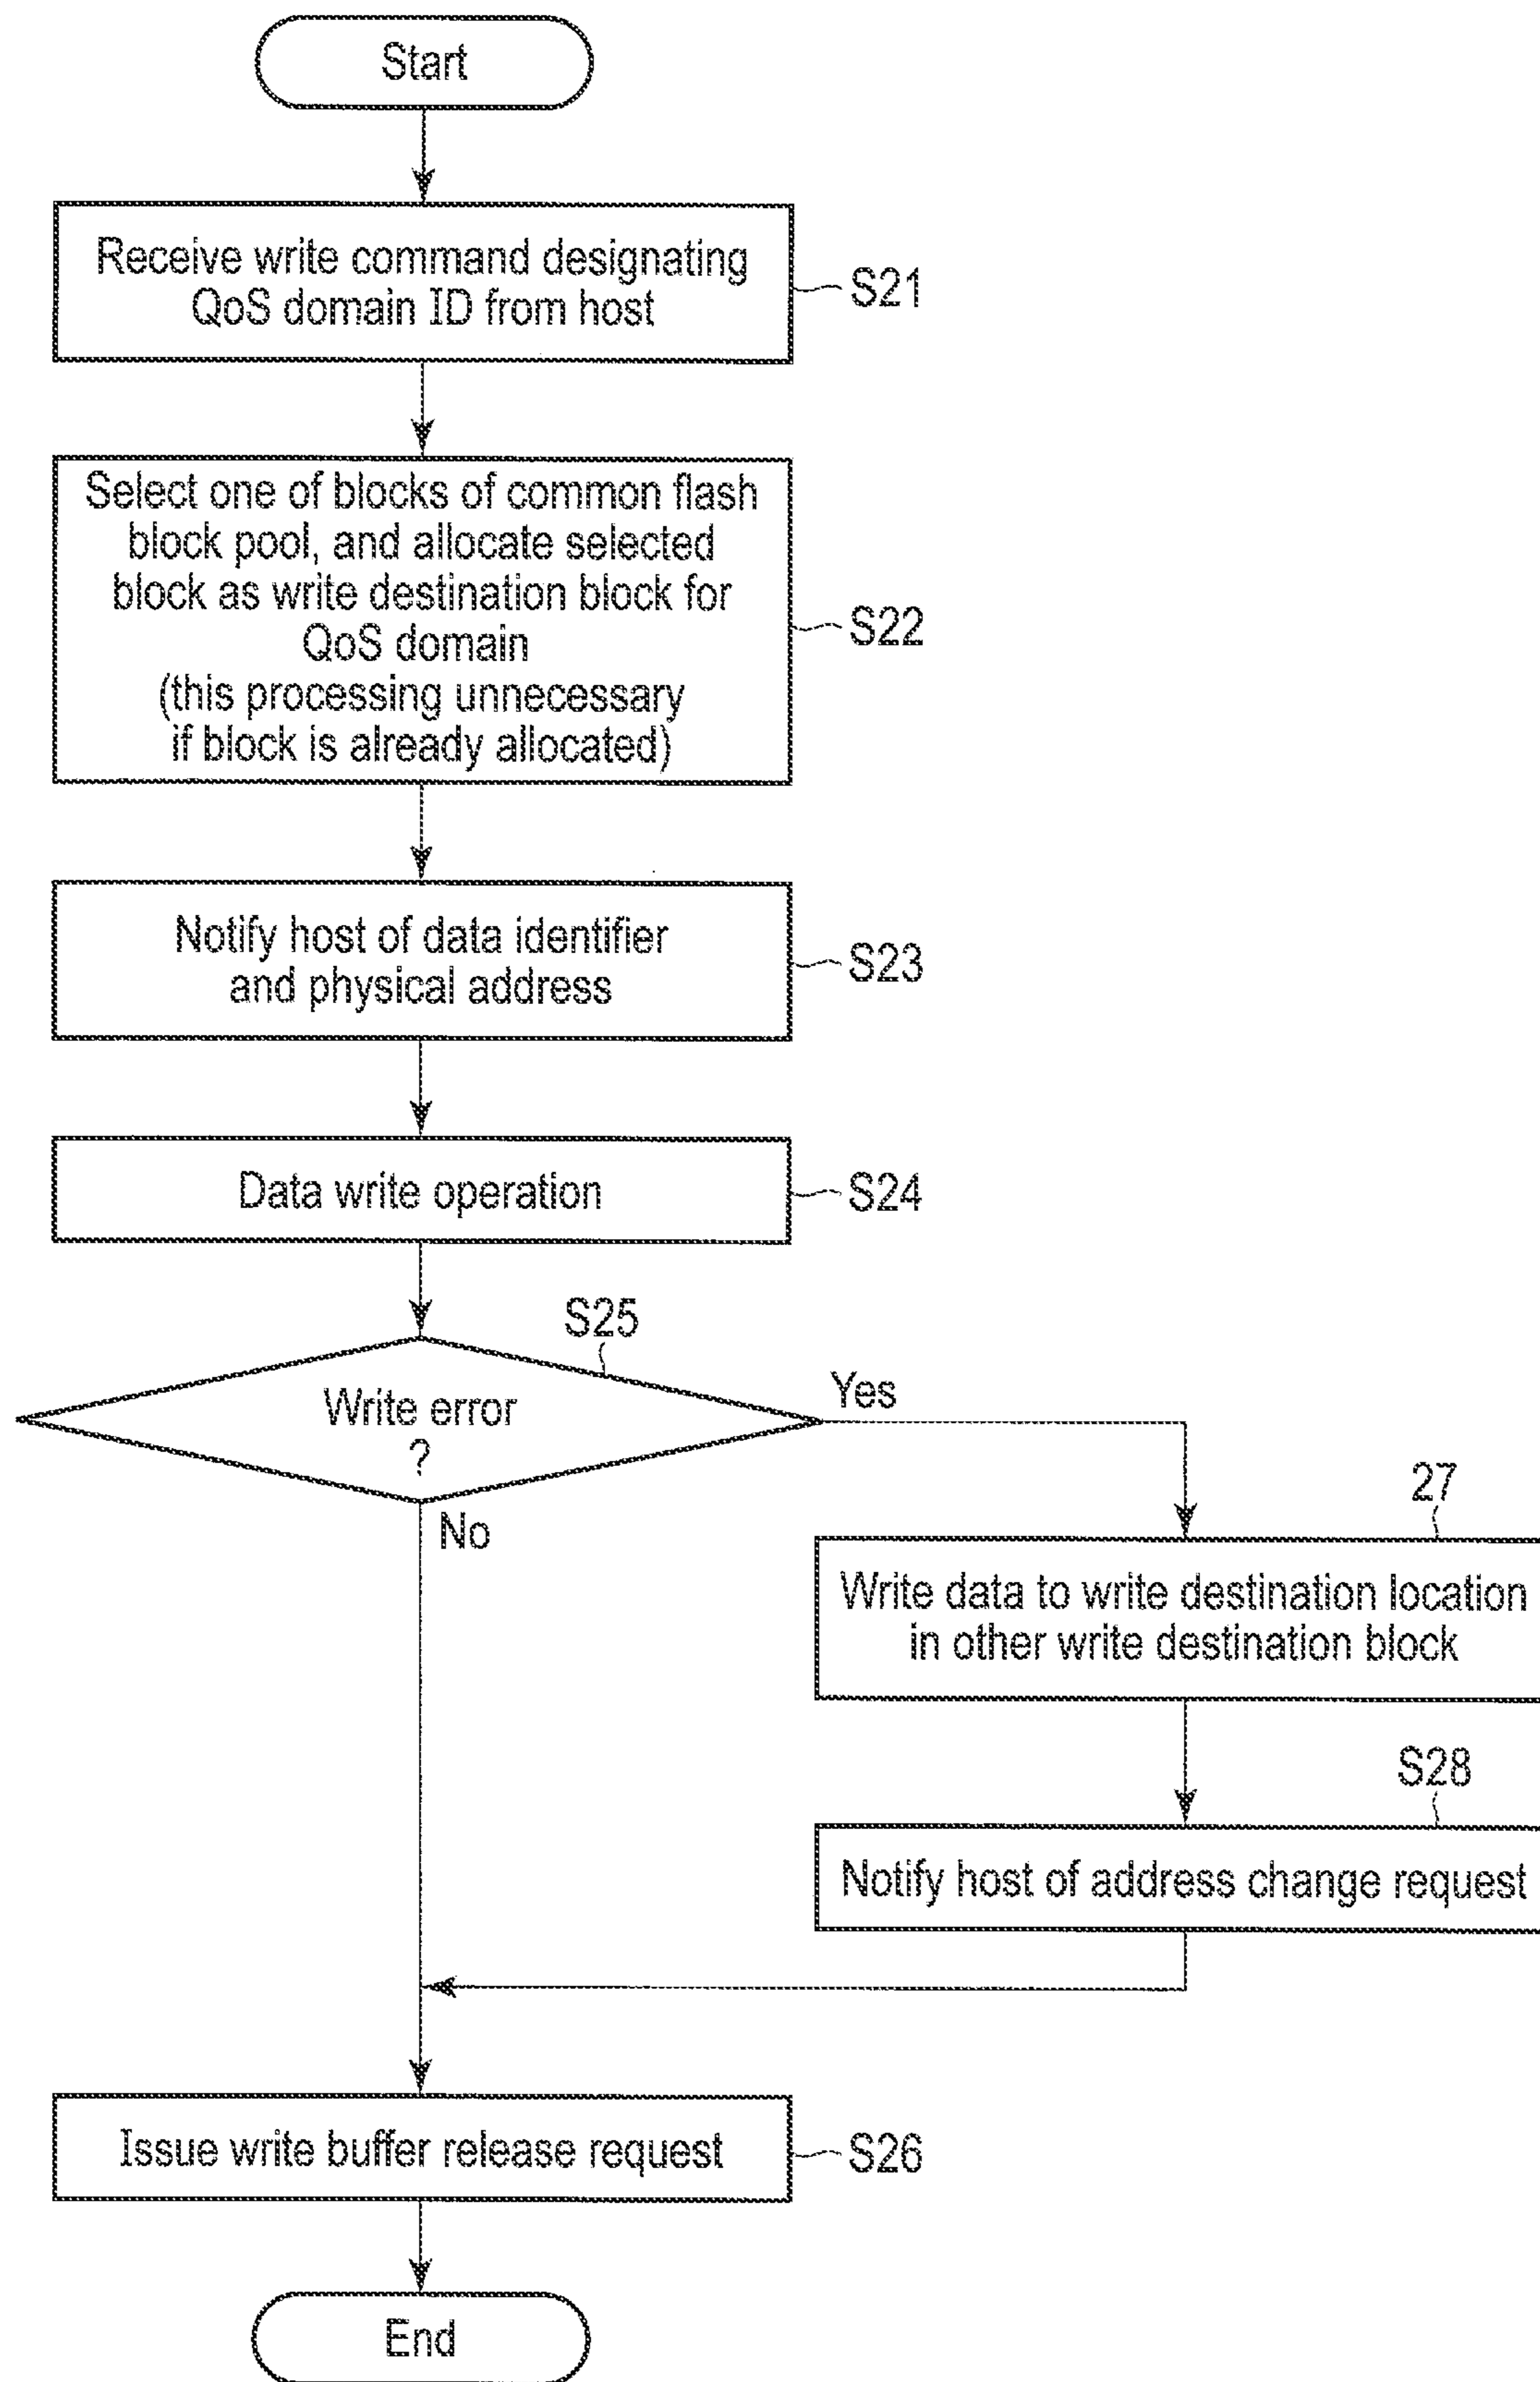 Start
Receive write command designating
QoS domain ID from host
S21
Select one of blocks of common flash
block pool, and allocate selected
block as write destination block for
QoS domain
(this processing unnecessary
if block is already allocated)
S22
Notify host of data identifier
and physical address
S23
Data write operation
S24
S25
Write error
?
Yes
No
27
Write data to write destination location
in other write destination block
S28
Notify host of address change request
Issue write buffer release request
S26
End